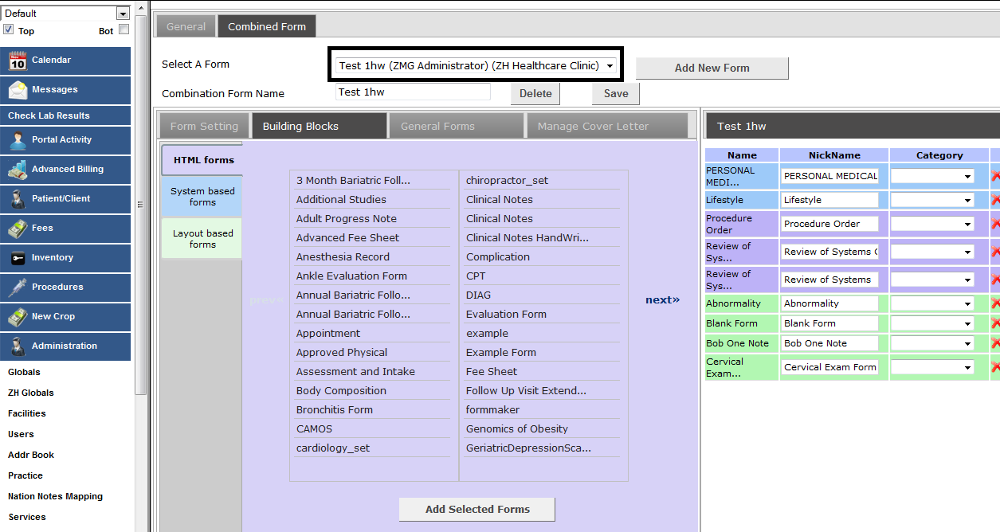 Default
Top
Bot
NOV
10
Calendar
Messages
Check Lab Results
Portal Activity
Advanced Billing
Patient/Client
Fees
Inventory
Procedures
New Crop
Administration
Globals
ZH Globals
Facilities
Users
Addr Book
Practice
Nation Notes Mapping
Services
General
Combined Form
Select A Form
Test 1hw (ZMG Administrator) (ZH Healthcare Clinic)
Add New Form
Combination Form Name
Test 1hw
Delete
Save
Form Setting
Building Blocks
General Forms
Manage Cover Letter
HTML forms
System based
forms
Layout based
forms
prev«
3 Month Bariatric Foll...
Additional Studies
Adult Progress Note
Advanced Fee Sheet
Anesthesia Record
Ankle Evaluation Form
Annual Bariatric Follo...
Annual Bariatric Follo...
Appointment
Approved Physical
Assessment and Intake
Body Composition
Bronchitis Form
CAMOS
cardiology_set
chiropractor_set
Clinical Notes
Clinical Notes
Clinical Notes HandWri...
Complication
CPT
DIAG
Evaluation Form
example
Example Form
Fee Sheet
Follow Up Visit Extend...
formmaker
Genomics of Obesity
GeriatricDepressionSca...
next»
Add Selected Forms
Test 1hw
Name NickName Category
PERSONAL
MEDI...
PERSONAL MEDICAL
Lifestyle Lifestyle
Procedure
Order
Procedure Order
Review of
Sys...
Review of Systems
Review of
Sys...
Review of Systems
Abnormality Abnormality
Blank Form Blank Form
Bob One Note Bob One Note
Cervical
Exam...
Cervical Exam Form